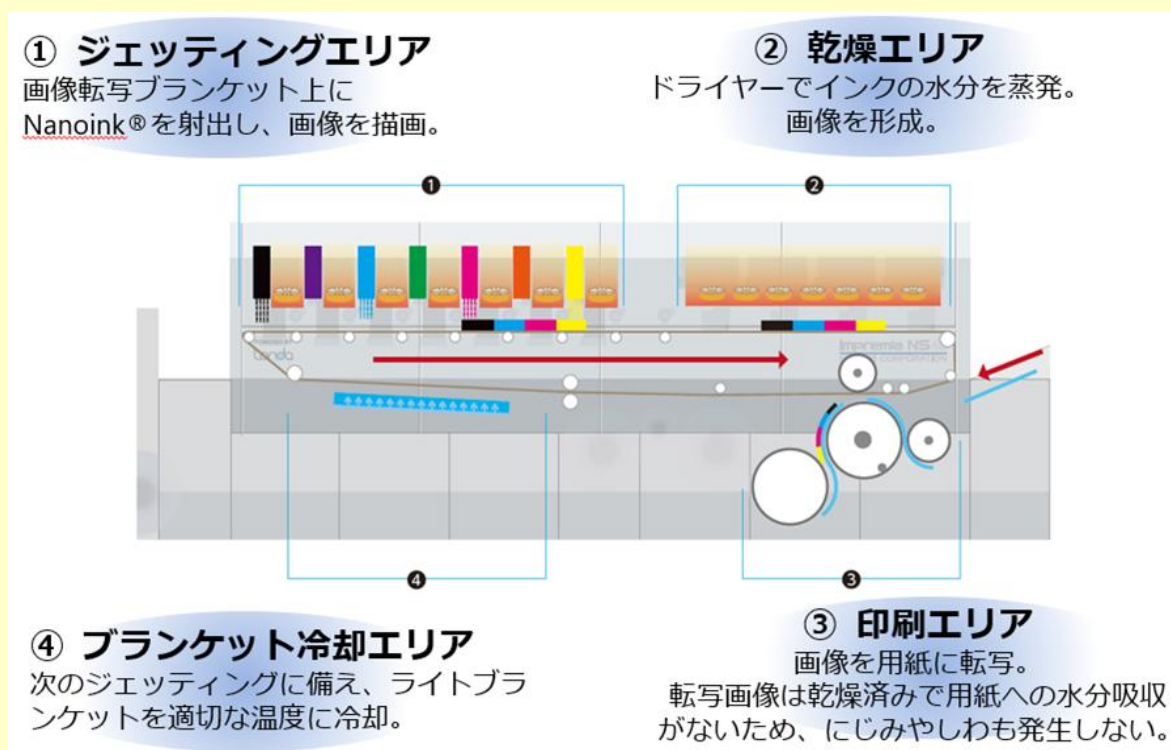 ① ジェッティングエリア
画像転写ブランケット上に
Nanoink®を射出し、画像を描画。
② 乾燥エリア
ドライヤーでインクの水分を蒸発。
画像を形成。
❶
❷
Impremia NS
CORPORATION
❹
❸
④ ブランケット冷却エリア
次のジェッティングに備え、ライトブラ
ンケットを適切な温度に冷却。
③ 印刷エリア
画像を用紙に転写。
転写画像は乾燥済みで用紙への水分吸収
がないため、にじみやしわも発生しない。